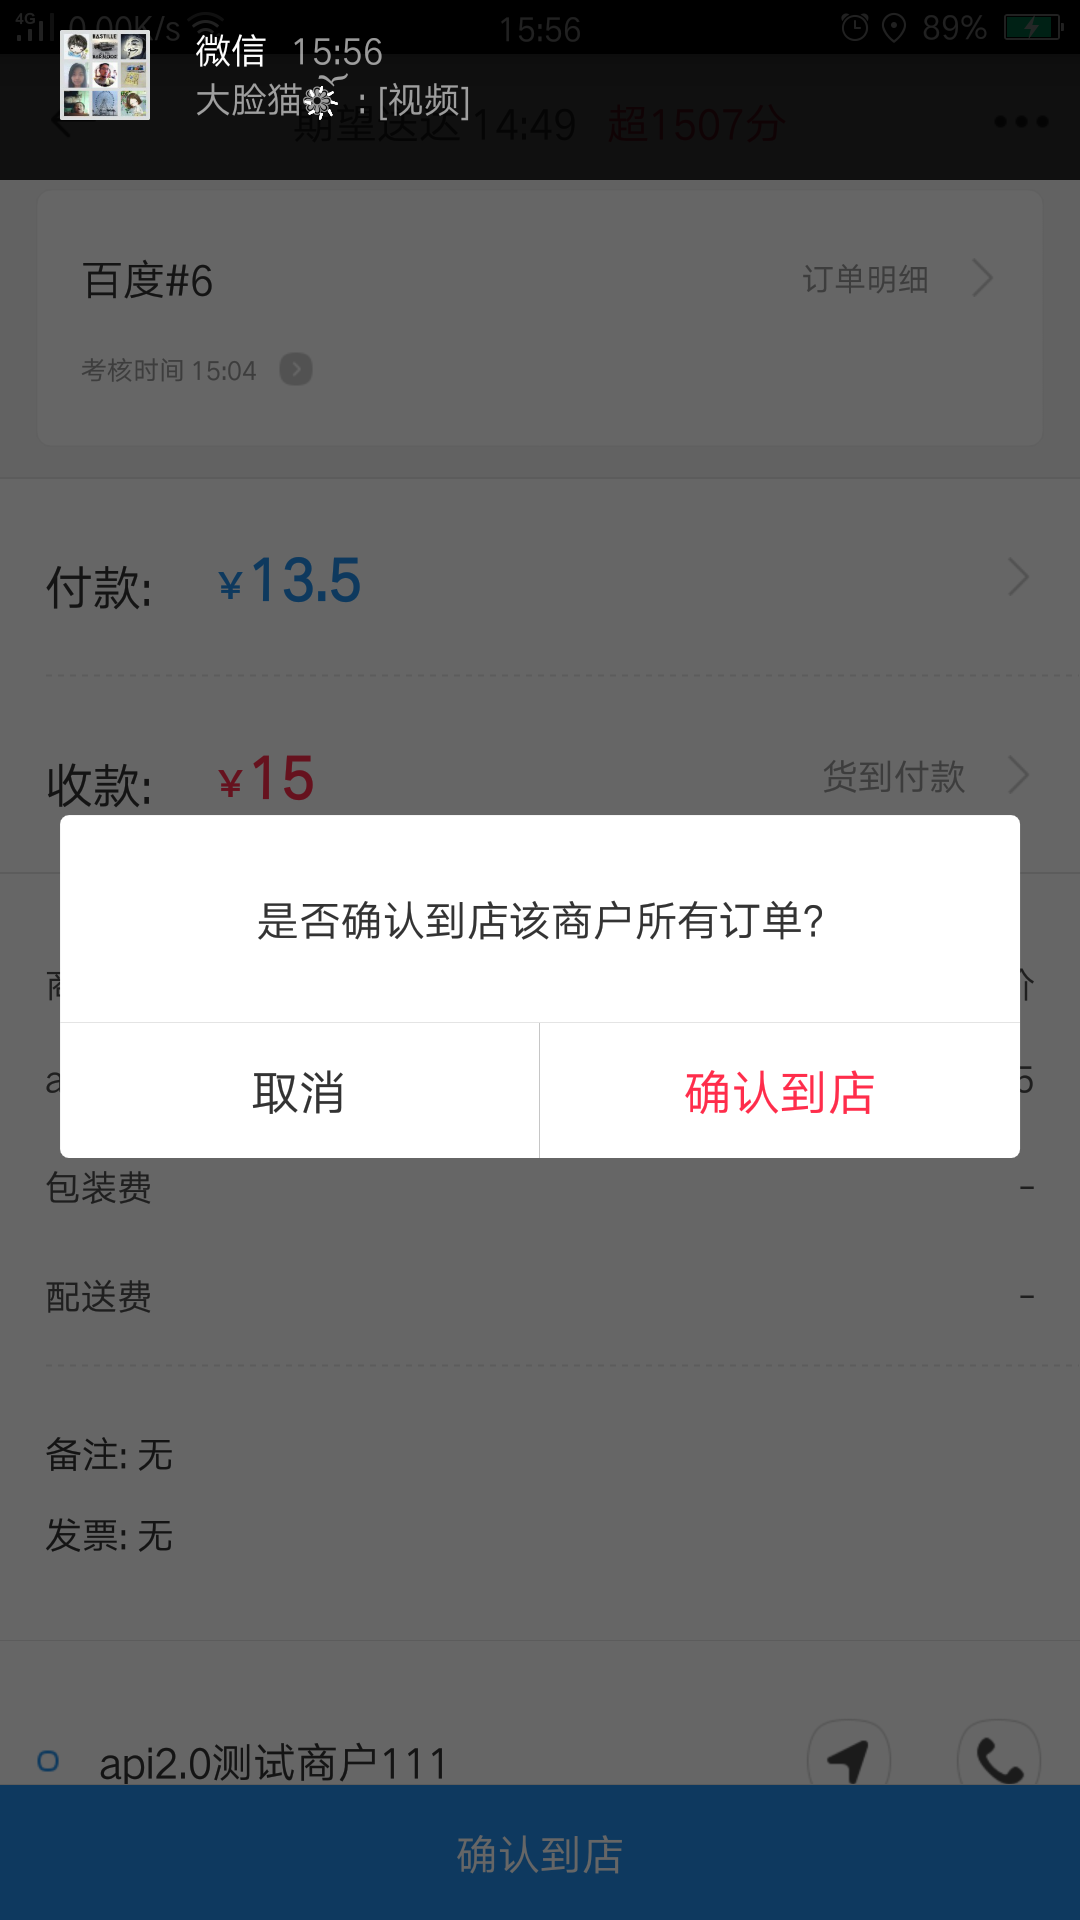 4G 0.00K/s 15:56 89%
微信 15:56
大脸猫 : [视频]
期望送达 14:49 超1507分
百度#6 订单明细
考核时间 15:04
付款: ¥13.5
收款: ¥15 货到付款
是否确认到店该商户所有订单?
取消 确认到店
包装费 -
配送费 -
备注: 无
发票: 无
api2.0测试商户111
确认到店